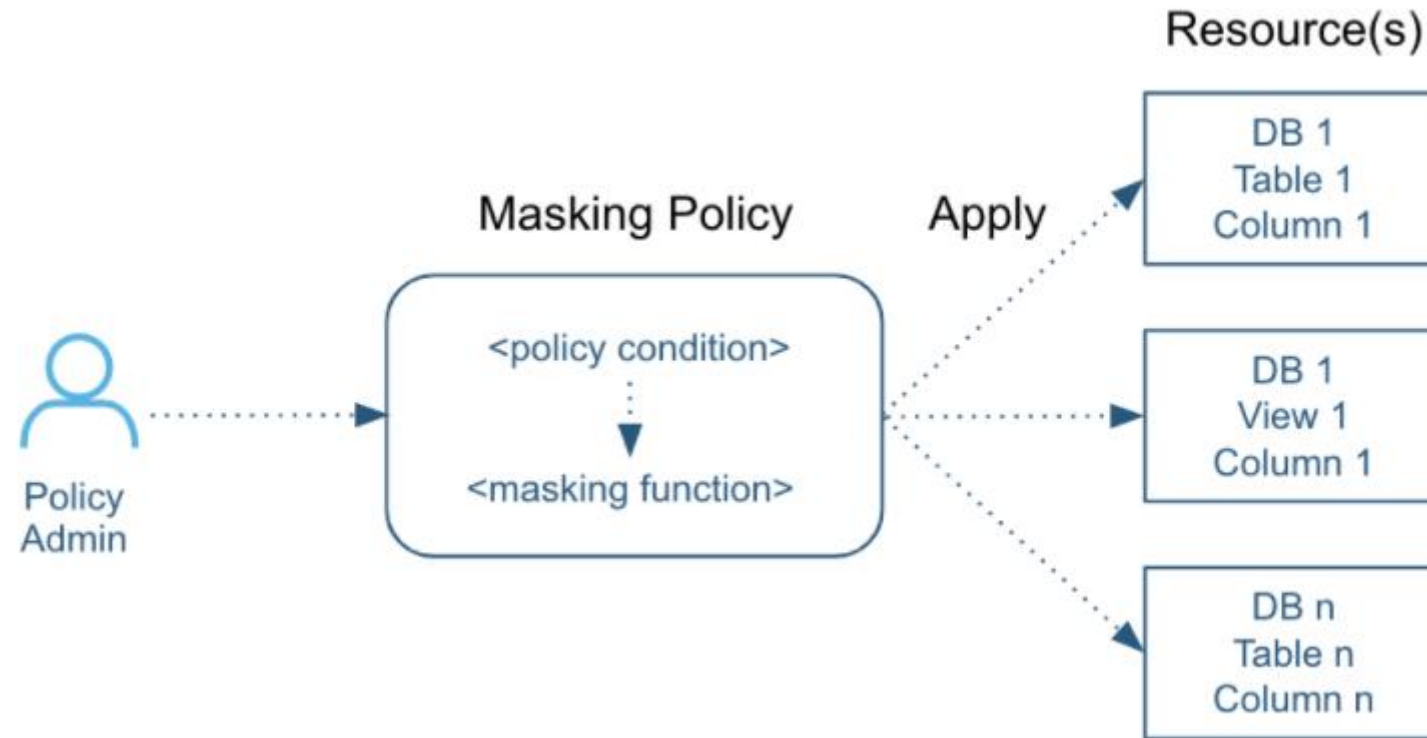 Resource(s)
DB 1
Table 1
Column 1
Masking Policy
Apply
<policy condition>
<masking function>
DB 1
View 1
Column 1
Policy
Admin
DB n
Table n
Column n